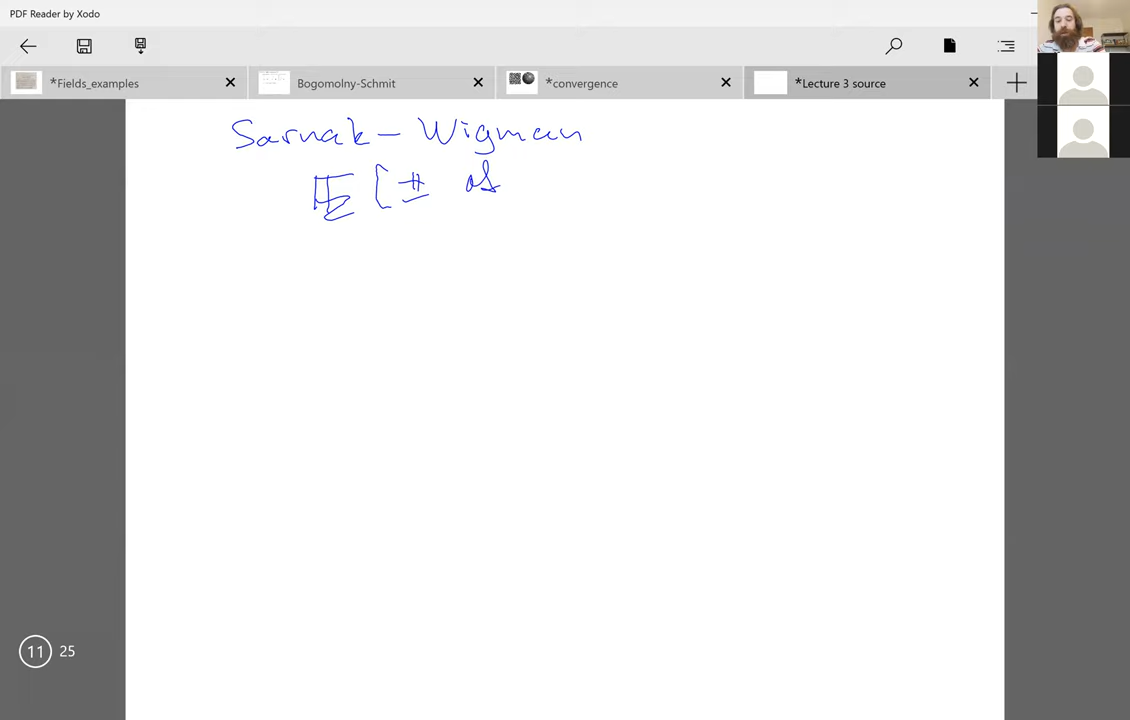 PDF Reader by Xodo
*Fields_examples
Bogomolny-Schmit
*convergence
*Lecture 3 source
Sarnak - Wigman
𝔼 [ # of
11 25